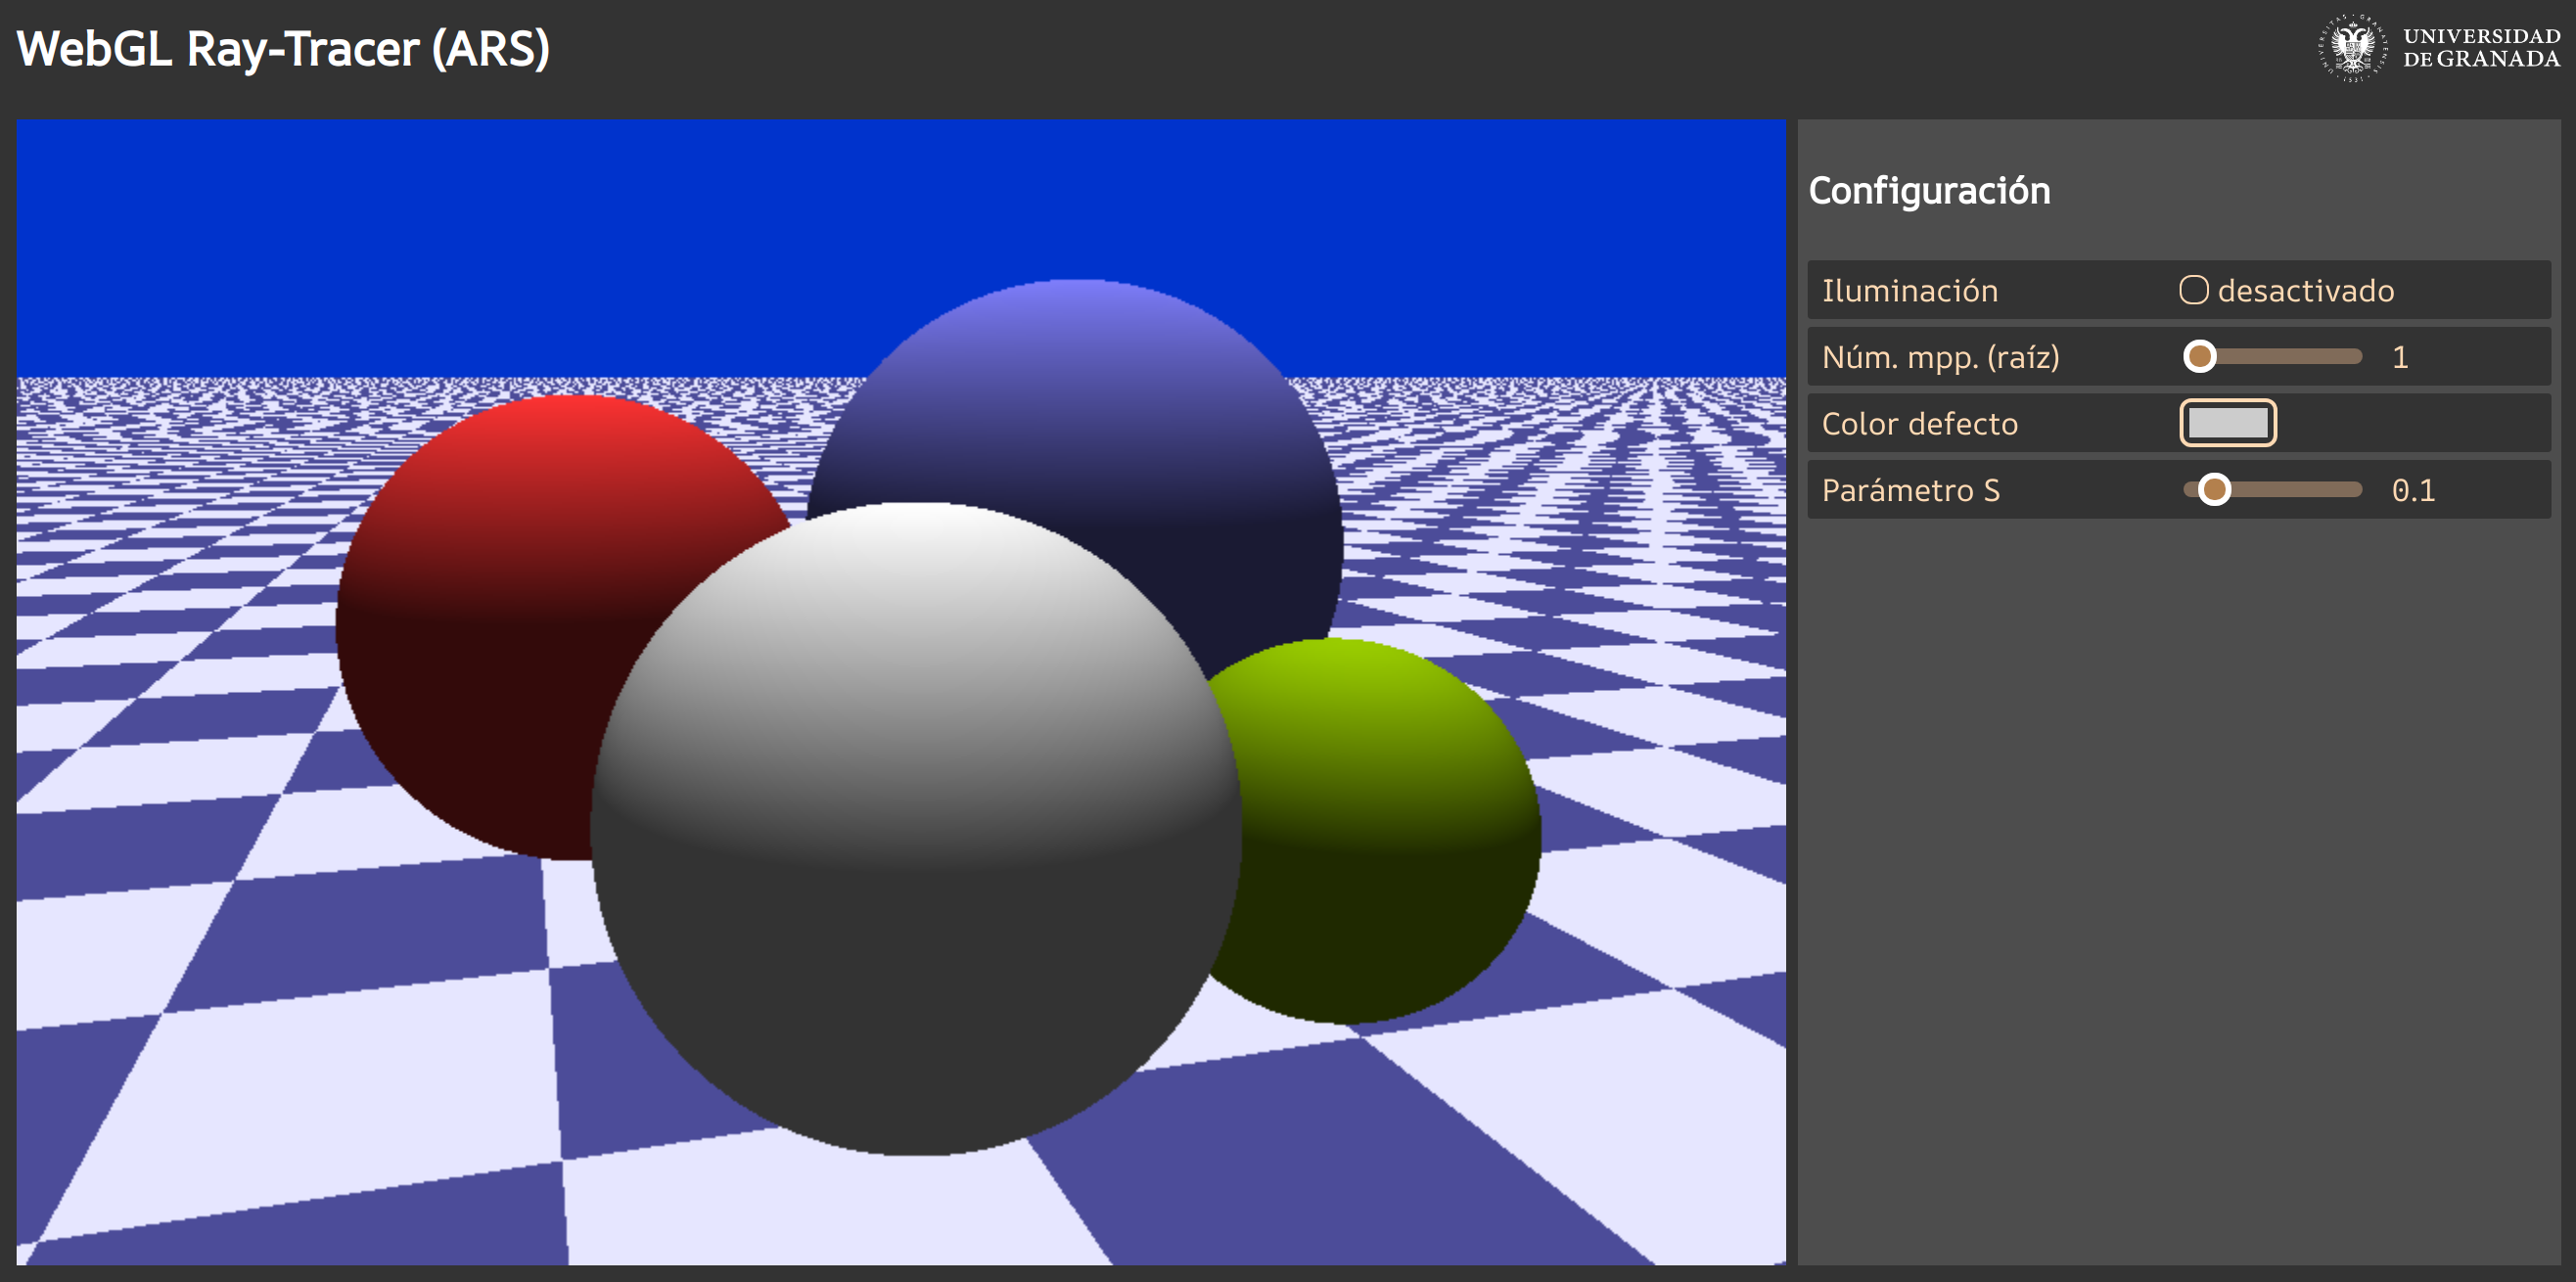 WebGL Ray-Tracer (ARS)
UNIVERSIDAD
DE GRANADA
Configuración
Iluminación desactivado
Núm. mpp. (raíz) 1
Color defecto
Parámetro S 0.1